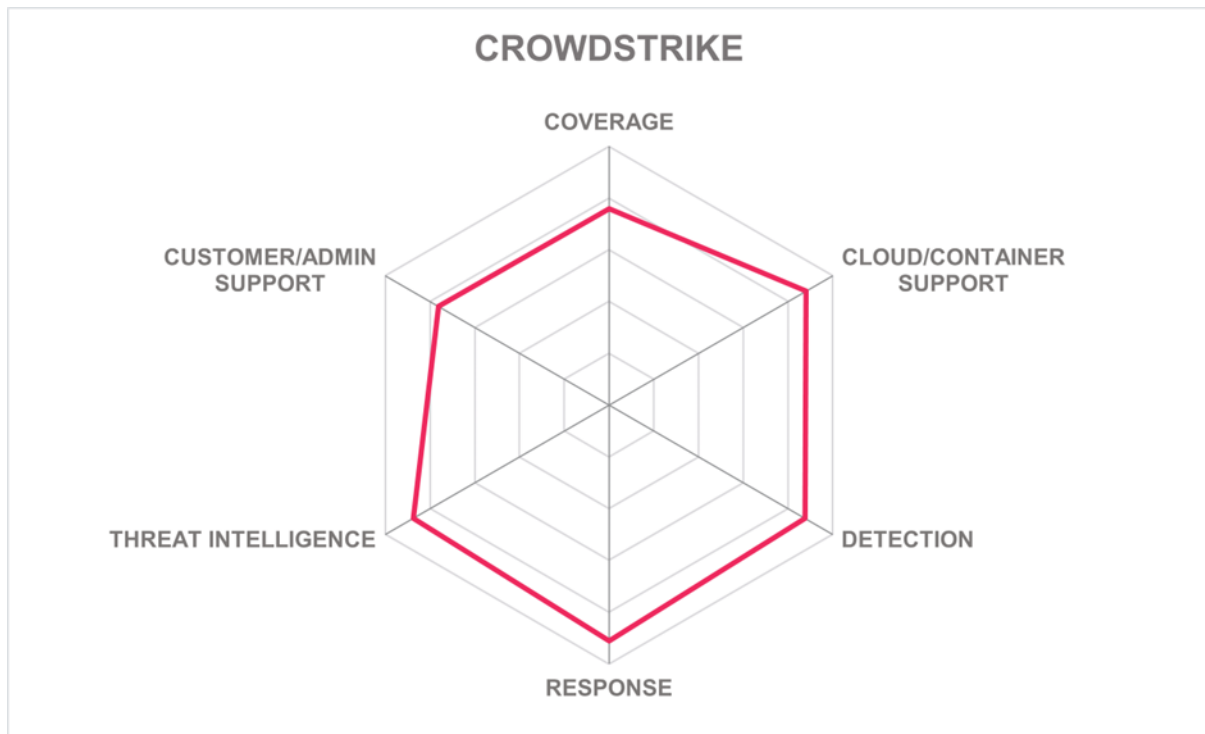 CROWDSTRIKE
COVERAGE
CUSTOMER/ADMIN
SUPPORT
CLOUD/CONTAINER
SUPPORT
THREAT INTELLIGENCE
DETECTION
RESPONSE